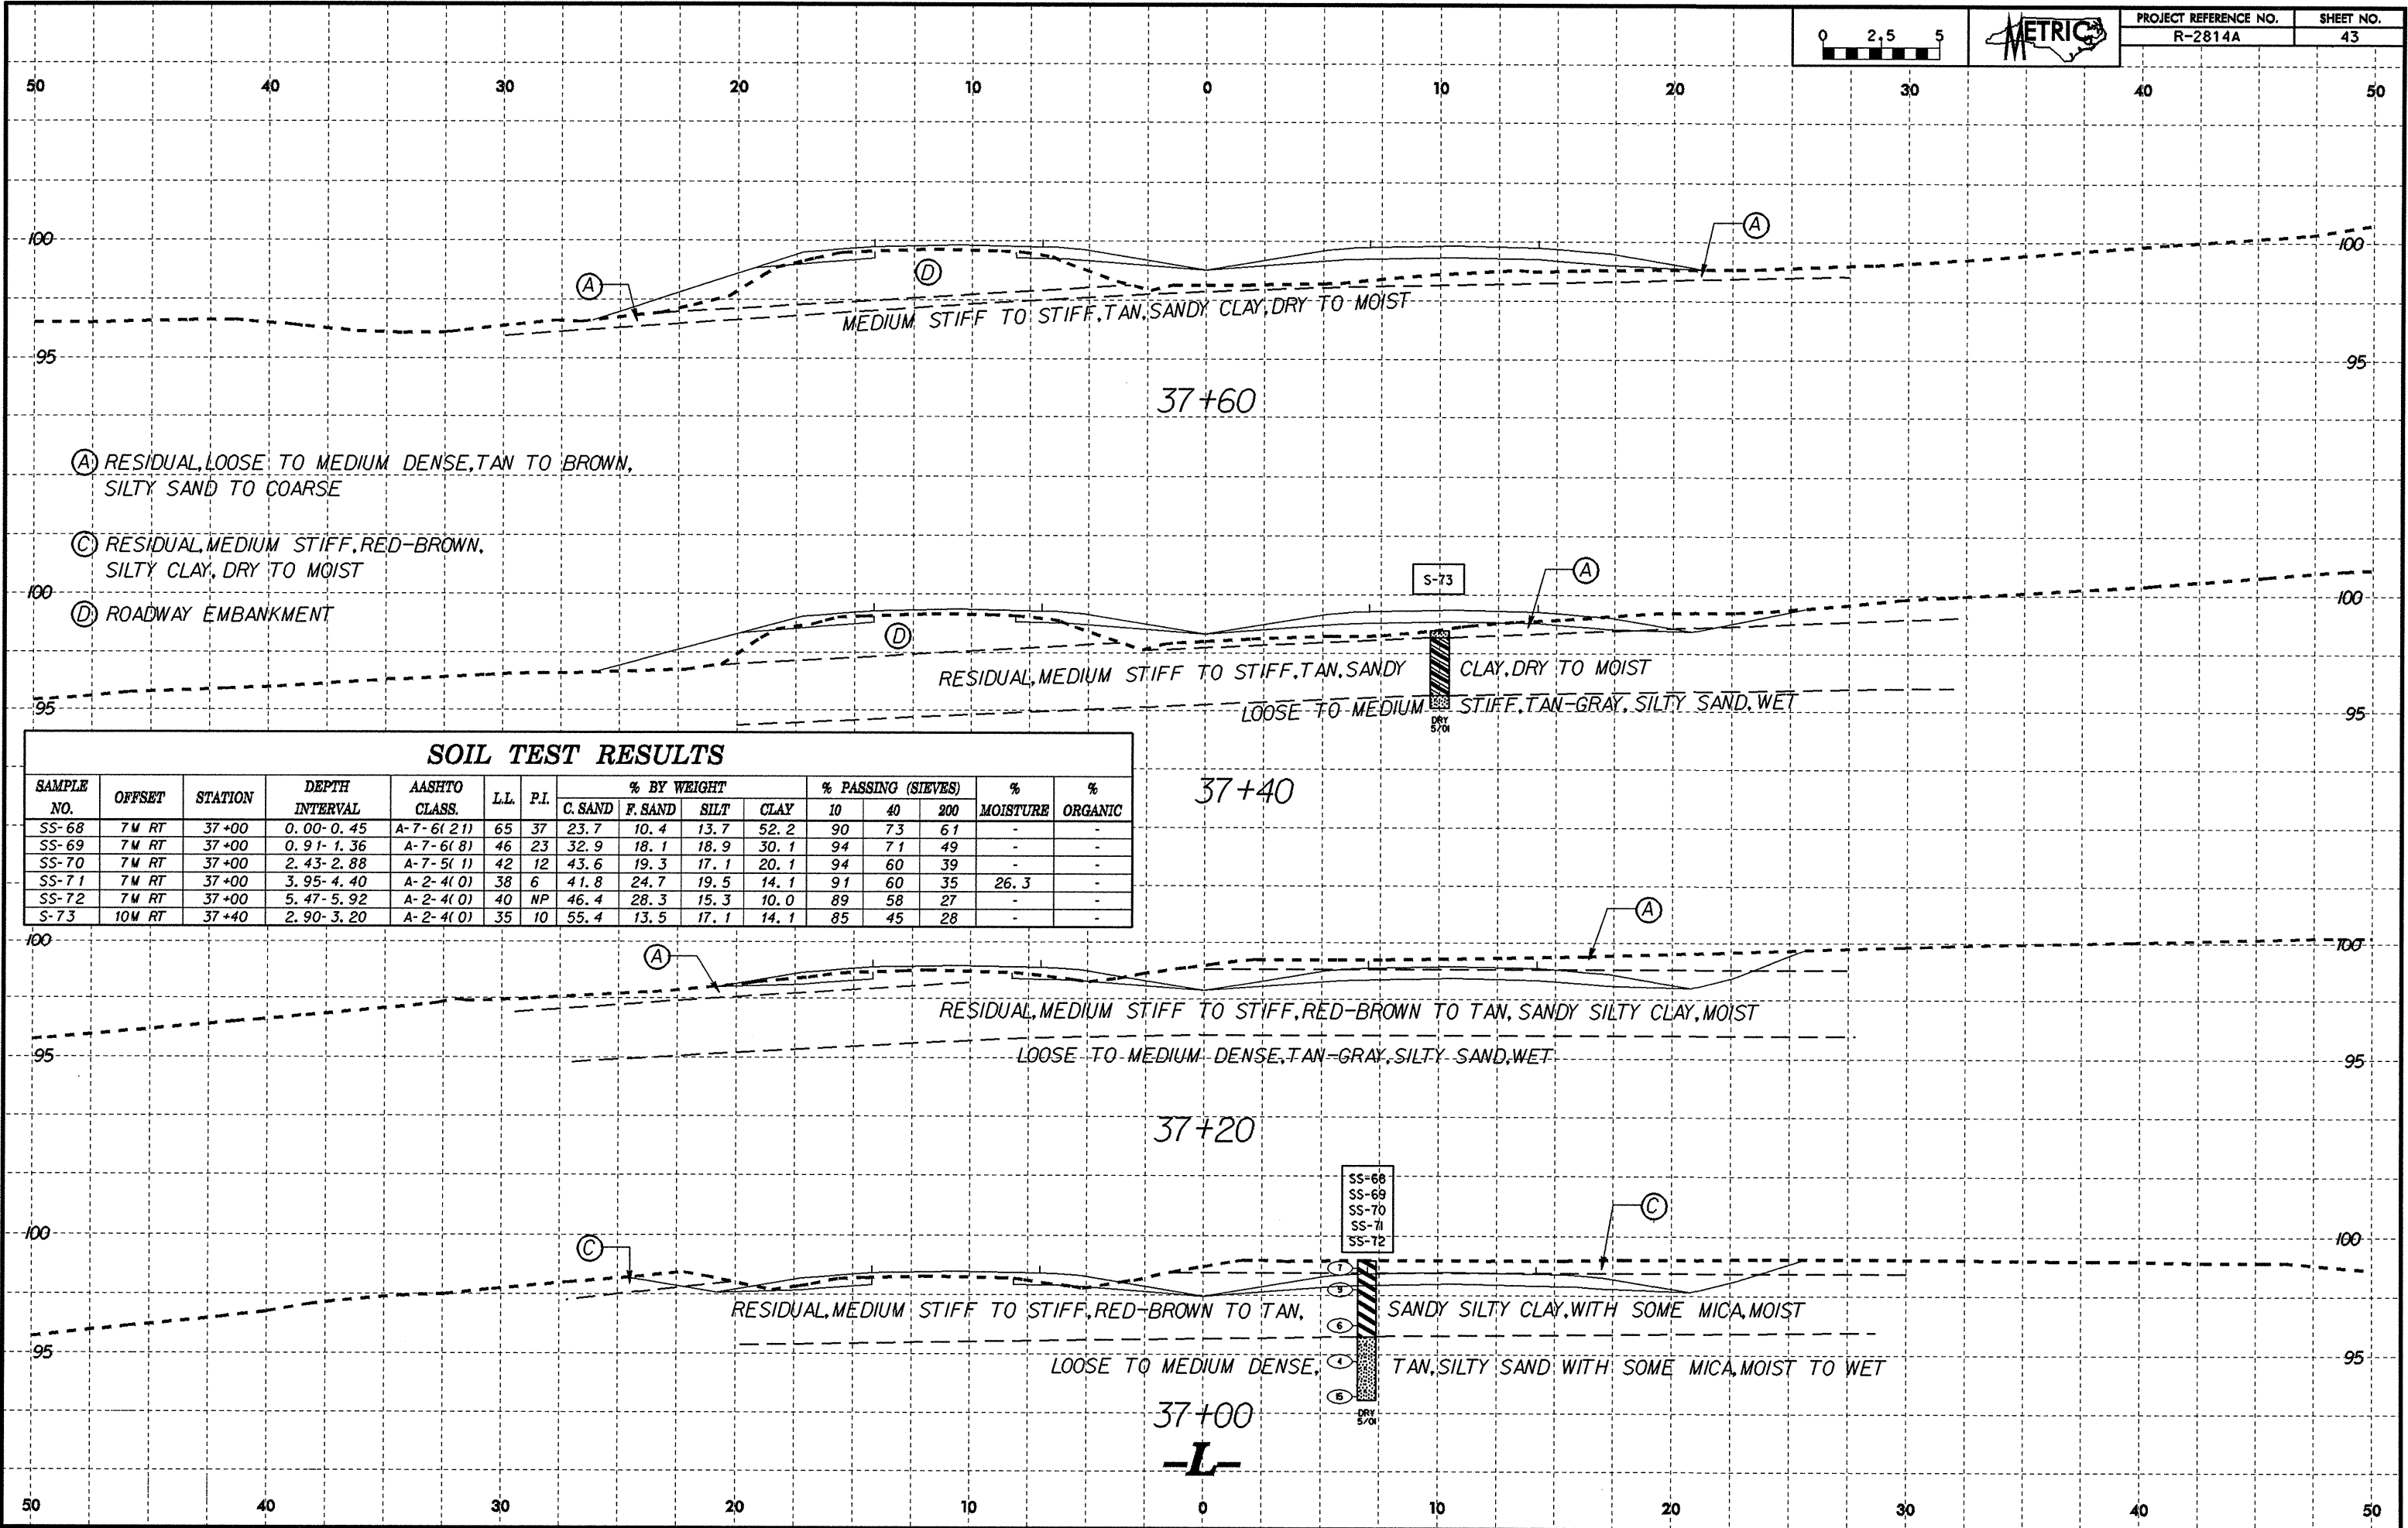 0 2.5 5
METRIC
PROJECT REFERENCE NO. SHEET NO.
R-2814A 43
50 40 30 20 10 0 10 20 30 40 50
A
100 100
A D
MEDIUM STIFF TO STIFF, TAN, SANDY CLAY, DRY TO MOIST
95 95
37+60
A RESIDUAL, LOOSE TO MEDIUM DENSE, TAN TO BROWN,
SILTY SAND TO COARSE
C RESIDUAL, MEDIUM STIFF, RED-BROWN,
SILTY CLAY, DRY TO MOIST
S-73 A
100 100
D ROADWAY EMBANKMENT
D
RESIDUAL, MEDIUM STIFF TO STIFF, TAN, SANDY CLAY, DRY TO MOIST
95 LOOSE TO MEDIUM STIFF, TAN-GRAY, SILTY SAND, WET 95
DRY
5/01
37+40
SOIL TEST RESULTS
SAMPLE NO. OFFSET STATION DEPTH INTERVAL AASHTO CLASS. L.L. P.I. % BY WEIGHT % PASSING (SIEVES) % MOISTURE % ORGANIC
C. SAND F. SAND SILT CLAY 10 40 200
SS-68 7M RT 37+00 0.00-0.45 A-7-6(21) 65 37 23.7 10.4 13.7 52.2 90 73 61 - -
SS-69 7M RT 37+00 0.91-1.36 A-7-6(8) 46 23 32.9 18.1 18.9 30.1 94 71 49 - -
SS-70 7M RT 37+00 2.43-2.88 A-7-5(1) 42 12 43.6 19.3 17.1 20.1 94 60 39 - -
SS-71 7M RT 37+00 3.95-4.40 A-2-4(0) 38 6 41.8 24.7 19.5 14.1 91 60 35 26.3 -
SS-72 7M RT 37+00 5.47-5.92 A-2-4(0) 40 NP 46.4 28.3 15.3 10.0 89 58 27 - -
S-73 10M RT 37+40 2.90-3.20 A-2-4(0) 35 10 55.4 13.5 17.1 14.1 85 45 28 - -
A
100 100
A
RESIDUAL, MEDIUM STIFF TO STIFF, RED-BROWN TO TAN, SANDY SILTY CLAY, MOIST
95 LOOSE TO MEDIUM DENSE, TAN-GRAY, SILTY SAND, WET 95
37+20
SS-68
SS-69
SS-70
SS-71
SS-72
C
100 100
C
7
9
RESIDUAL, MEDIUM STIFF TO STIFF, RED-BROWN TO TAN, SANDY SILTY CLAY, WITH SOME MICA, MOIST
6
95 95
LOOSE TO MEDIUM DENSE, 4 TAN, SILTY SAND WITH SOME MICA, MOIST TO WET
15
37+00
DRY
5/01
-L-
50 40 30 20 10 0 10 20 30 40 50